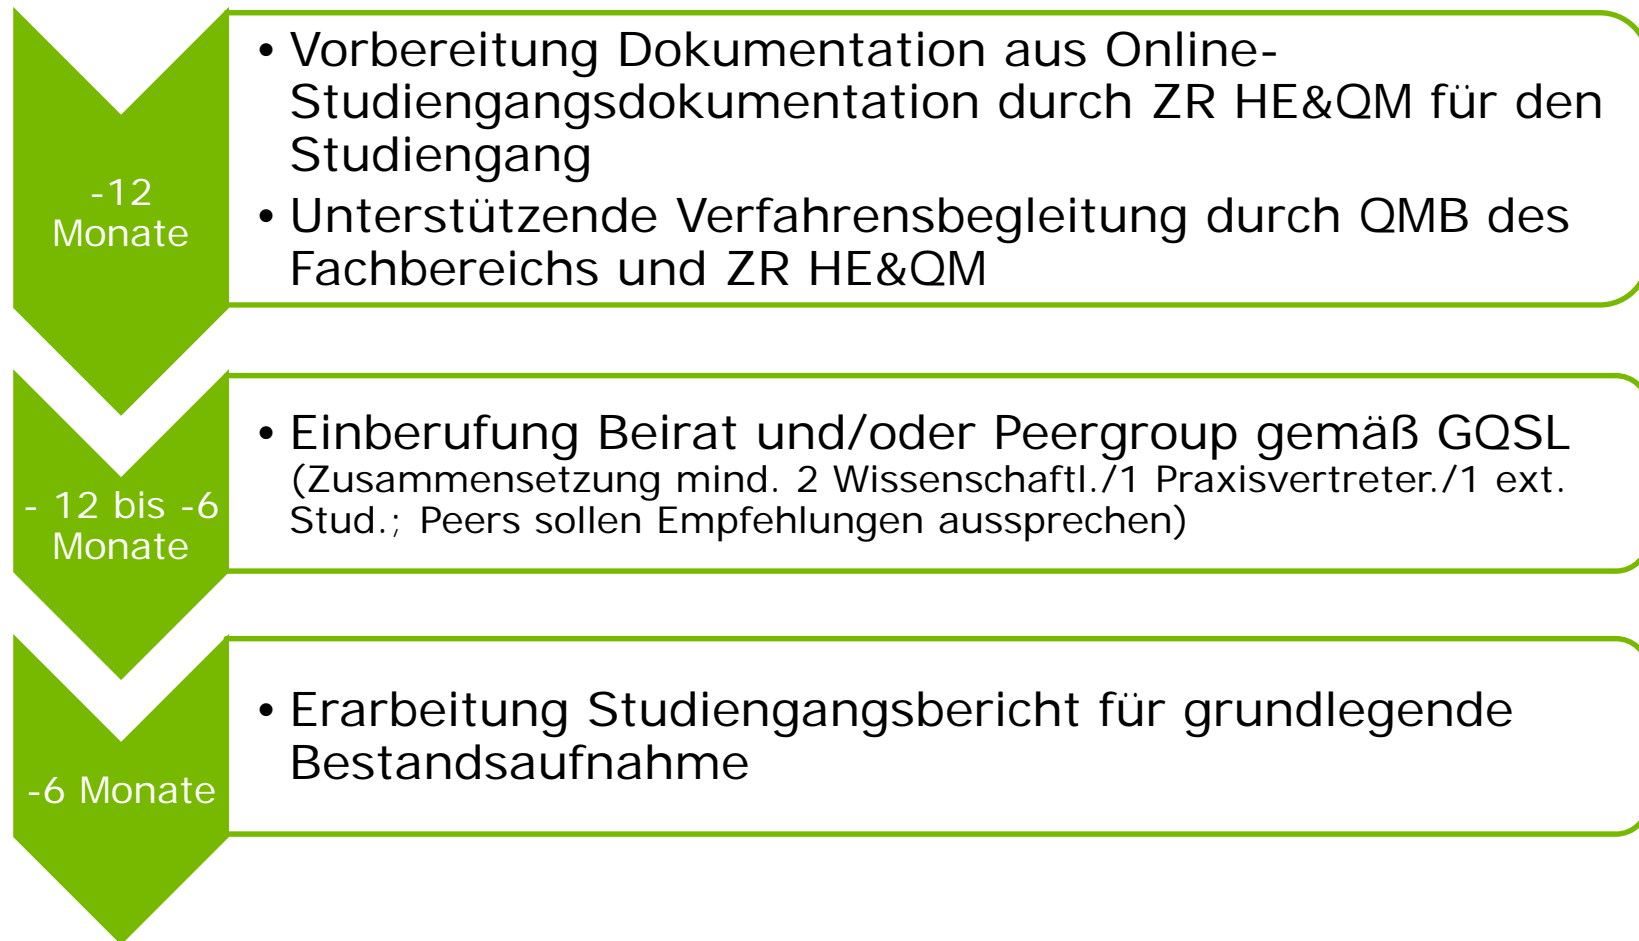 -12
Monate
• Vorbereitung Dokumentation aus Online-
Studiengangsdokumentation durch ZR HE&QM für den
Studiengang
• Unterstützende Verfahrensbegleitung durch QMB des
Fachbereichs und ZR HE&QM
- 12 bis -6
Monate
• Einberufung Beirat und/oder Peergroup gemäß GQSL
(Zusammensetzung mind. 2 Wissenschaftl./1 Praxisvertreter./1 ext.
Stud.; Peers sollen Empfehlungen aussprechen)
-6 Monate
• Erarbeitung Studiengangsbericht für grundlegende
Bestandsaufnahme